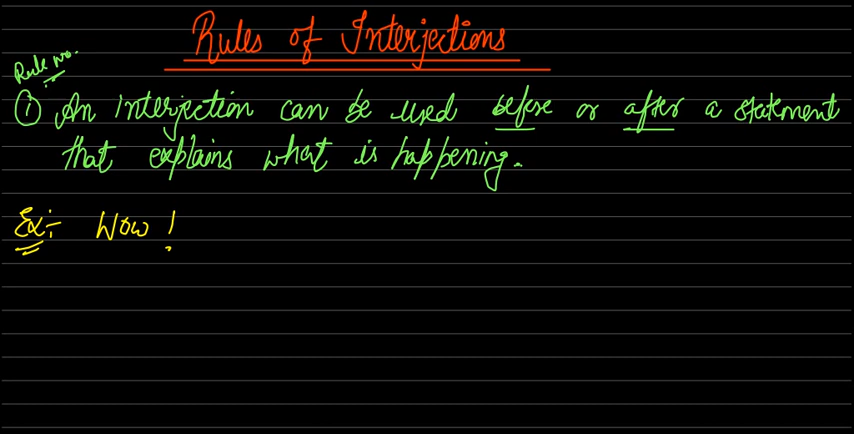 Rules of Interjections
Rule No.
① An interjection can be used before or after a statement
that explains what is happening.
Ex:- Wow!